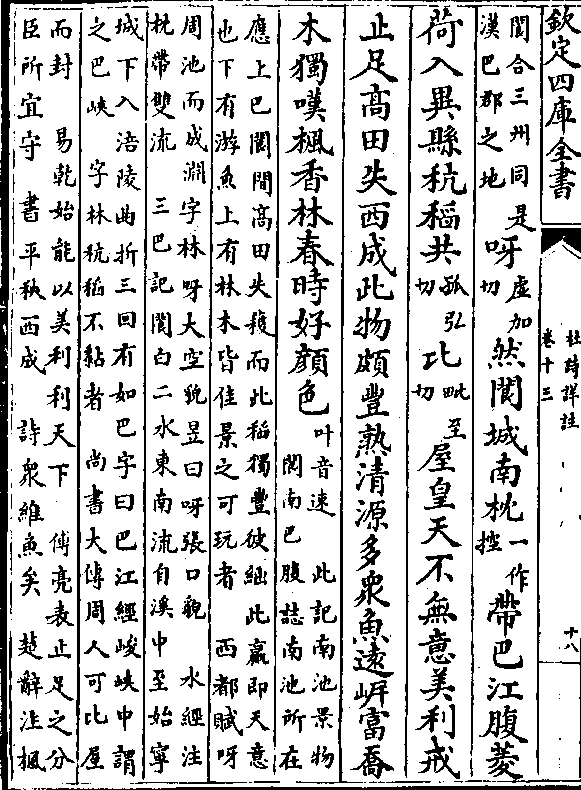 欽定四庫全書
杜詩詳註
卷十三
十八
閬合三州同是
漢巴郡之地
呀
虛加
切
然閬城南枕
一作
控
帶巴江腹菱
荷入異縣秔稻共
孤弘
切
比
毗至
切
屋皇天不無意美利戒
止足高田失西成此物頗豐熟清源多衆魚遠岸富喬
木獨嘆楓香林春時好顔色
叶音速　此記南池景物
閬南巴腹誌南池所在
應上巴閬間高田失穫而此稻獨豐彼絀此贏即天意
也下有游魚上有林木皆佳景之可玩者　西都賦呀
周池而成淵字林呀大空貌昱曰呀張口貌　水經注
枕帶雙流　三巴記閬白二水東南流自漢中至始寧
城下入涪陵曲折三回有如巴字曰巴江經峻峽中謂
之巴峽　字林秔稻不黏者　尚書大傳周人可比屋
而封　易乾始能以美利利天下　傅亮表止足之分
臣所宜守　書平秩西成　詩衆維魚矣　楚辭注楓